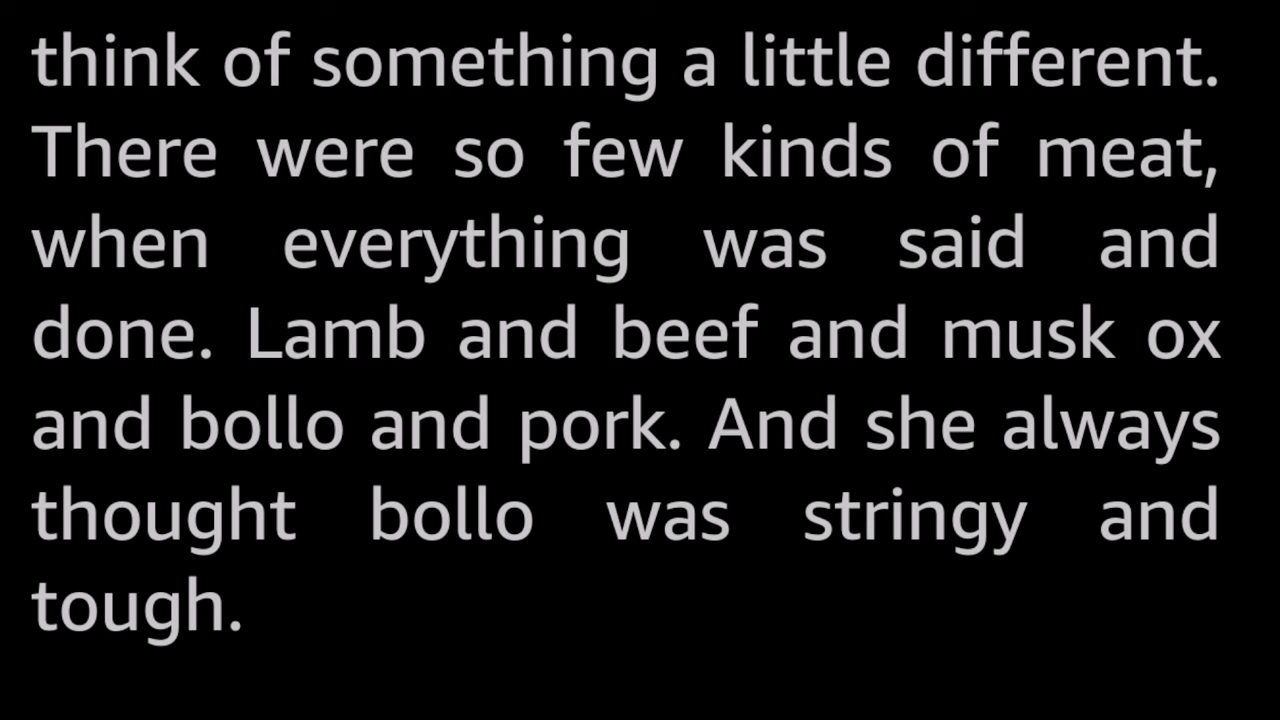 think of something a little different.
There were so few kinds of meat,
when everything was said and
done. Lamb and beef and musk ox
and bollo and pork. And she always
thought bollo was stringy and
tough.